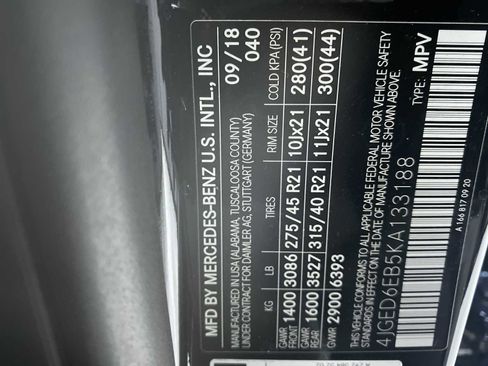 MFD BY MERCEDES-BENZ U.S. INTL., INC
MANUFACTURED IN USA (ALABAMA, TUSCALOOSA COUNTY) 09/18
UNDER CONTRACT FOR DAIMLER AG, STUTTGART (GERMANY) 040
KG LB RIM SIZE COLD KPA (PSI)
GAWR FRONT 1400 3086 275/45 R21 10Jx21 280(41)
GAWR REAR 1600 3527 315/40 R21 11Jx21 300(44)
GVWR 2900 6393
THIS VEHICLE CONFORMS TO ALL APPLICABLE FEDERAL MOTOR VEHICLE SAFETY
STANDARDS IN EFFECT ON THE DATE OF MANUFACTURE SHOWN ABOVE.
4JGED6EB5KA133188 TYPE: MPV
A 166 817 09 20